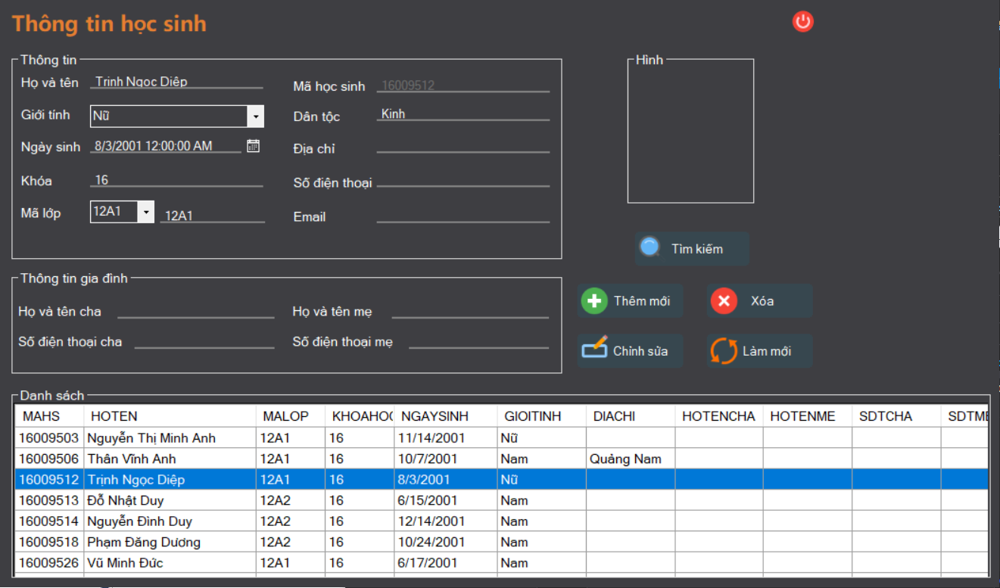 Thông tin học sinh
Thông tin
Họ và tên Trịnh Ngọc Diệp
Mã học sinh 16009512
Giới tính Nữ
Dân tộc Kinh
Ngày sinh 8/3/2001 12:00:00 AM
Địa chỉ
Khóa 16
Số điện thoại
Mã lớp 12A1 12A1
Email
Hình
Tìm kiếm
Thông tin gia đình
Họ và tên cha
Họ và tên mẹ
Số điện thoại cha
Số điện thoại mẹ
Thêm mới
Xóa
Chỉnh sửa
Làm mới
Danh sách
MAHS HOTEN MALOP KHOAHOC NGAYSINH GIOITINH DIACHI HOTENCHA HOTENME SDTCHA SDTME
16009503 Nguyễn Thị Minh Anh 12A1 16 11/14/2001 Nữ
16009506 Thân Vĩnh Anh 12A1 16 10/7/2001 Nam Quảng Nam
16009512 Trịnh Ngọc Diệp 12A1 16 8/3/2001 Nữ
16009513 Đỗ Nhật Duy 12A2 16 6/15/2001 Nam
16009514 Nguyễn Đình Duy 12A2 16 12/14/2001 Nam
16009518 Phạm Đăng Dương 12A2 16 10/24/2001 Nam
16009526 Vũ Minh Đức 12A1 16 6/17/2001 Nam